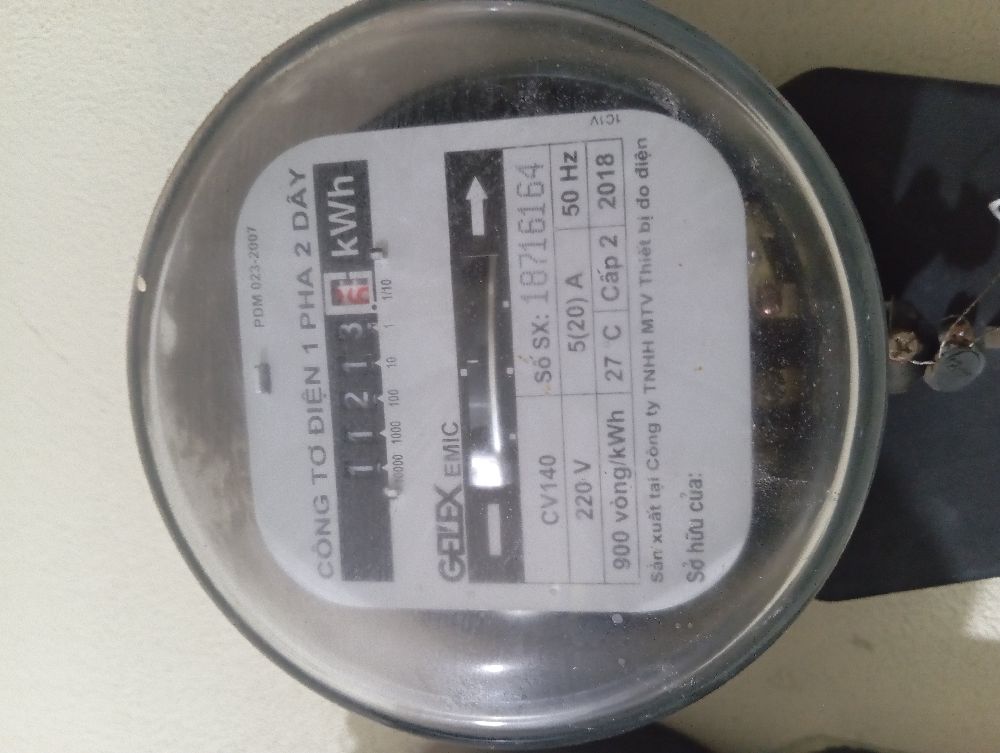 PDM 023-2007
CÔNG TƠ ĐIỆN 1 PHA 2 DÂY
1 1 2 1 3 kWh
10000 1000 100 10 1 1/10
GELEX EMIC
CV140 Số SX: 18716164
220 V 5(20) A 50 Hz
900 vòng/kWh 27 °C Cấp 2 2018
Sản xuất tại Công ty TNHH MTV Thiết bị đo điện
Sở hữu của:
1C1V